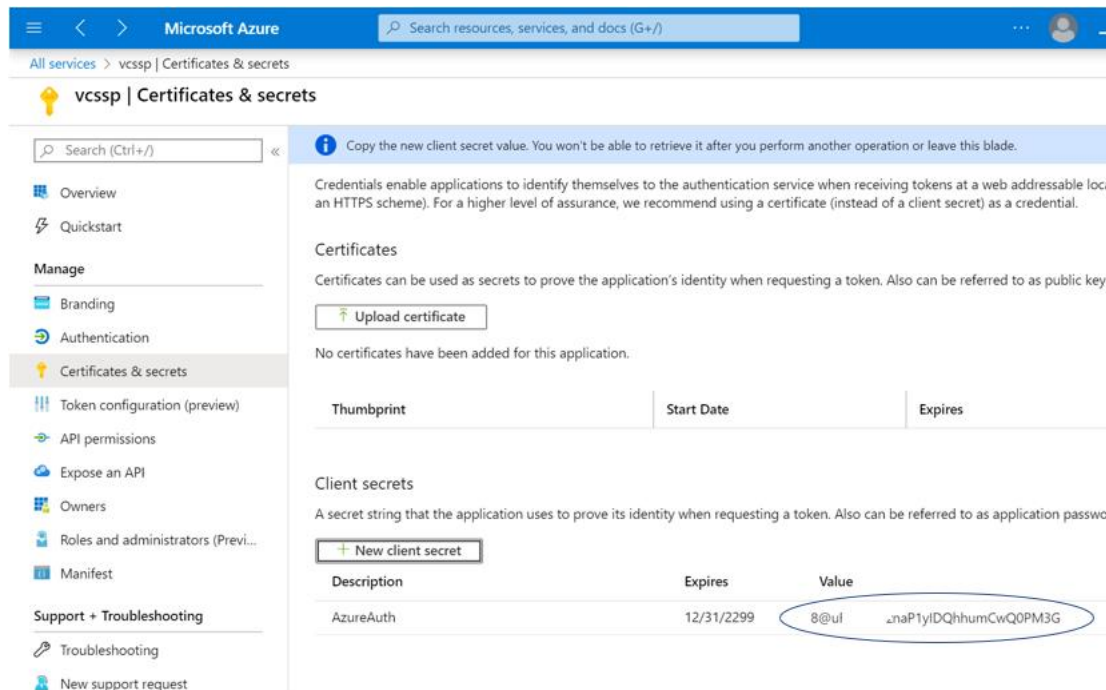 Microsoft Azure
Search resources, services, and docs (G+/)
All services > vcssp | Certificates & secrets
vcssp | Certificates & secrets
Search (Ctrl+/)
Overview
Quickstart
Manage
Branding
Authentication
Certificates & secrets
Token configuration (preview)
API permissions
Expose an API
Owners
Roles and administrators (Previ...
Manifest
Support + Troubleshooting
Troubleshooting
New support request
Copy the new client secret value. You won't be able to retrieve it after you perform another operation or leave this blade.
Credentials enable applications to identify themselves to the authentication service when receiving tokens at a web addressable loc
an HTTPS scheme). For a higher level of assurance, we recommend using a certificate (instead of a client secret) as a credential.
Certificates
Certificates can be used as secrets to prove the application's identity when requesting a token. Also can be referred to as public key
Upload certificate
No certificates have been added for this application.
Thumbprint Start Date Expires
Client secrets
A secret string that the application uses to prove its identity when requesting a token. Also can be referred to as application passwo
New client secret
Description Expires Value
AzureAuth 12/31/2299